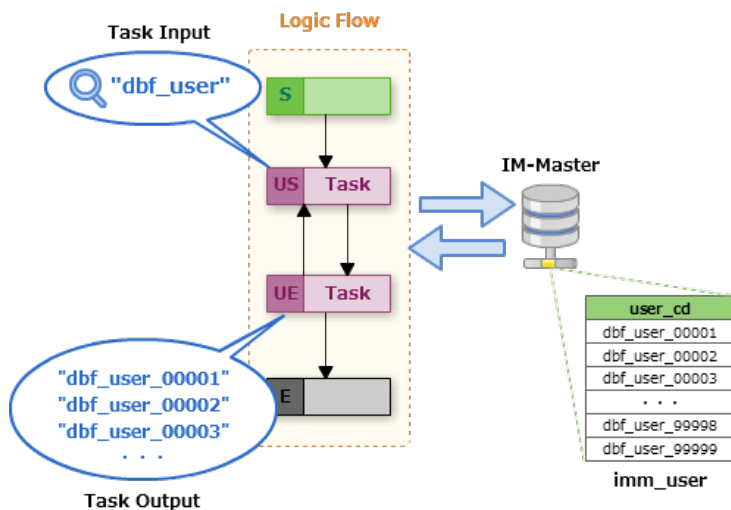 Logic Flow
Task Input
"dbf_user"
S
US Task
UE Task
E
"dbf_user_00001"
"dbf_user_00002"
"dbf_user_00003"
. . .
Task Output
IM-Master
user_cd
dbf_user_00001
dbf_user_00002
dbf_user_00003
. . .
dbf_user_99998
dbf_user_99999
imm_user